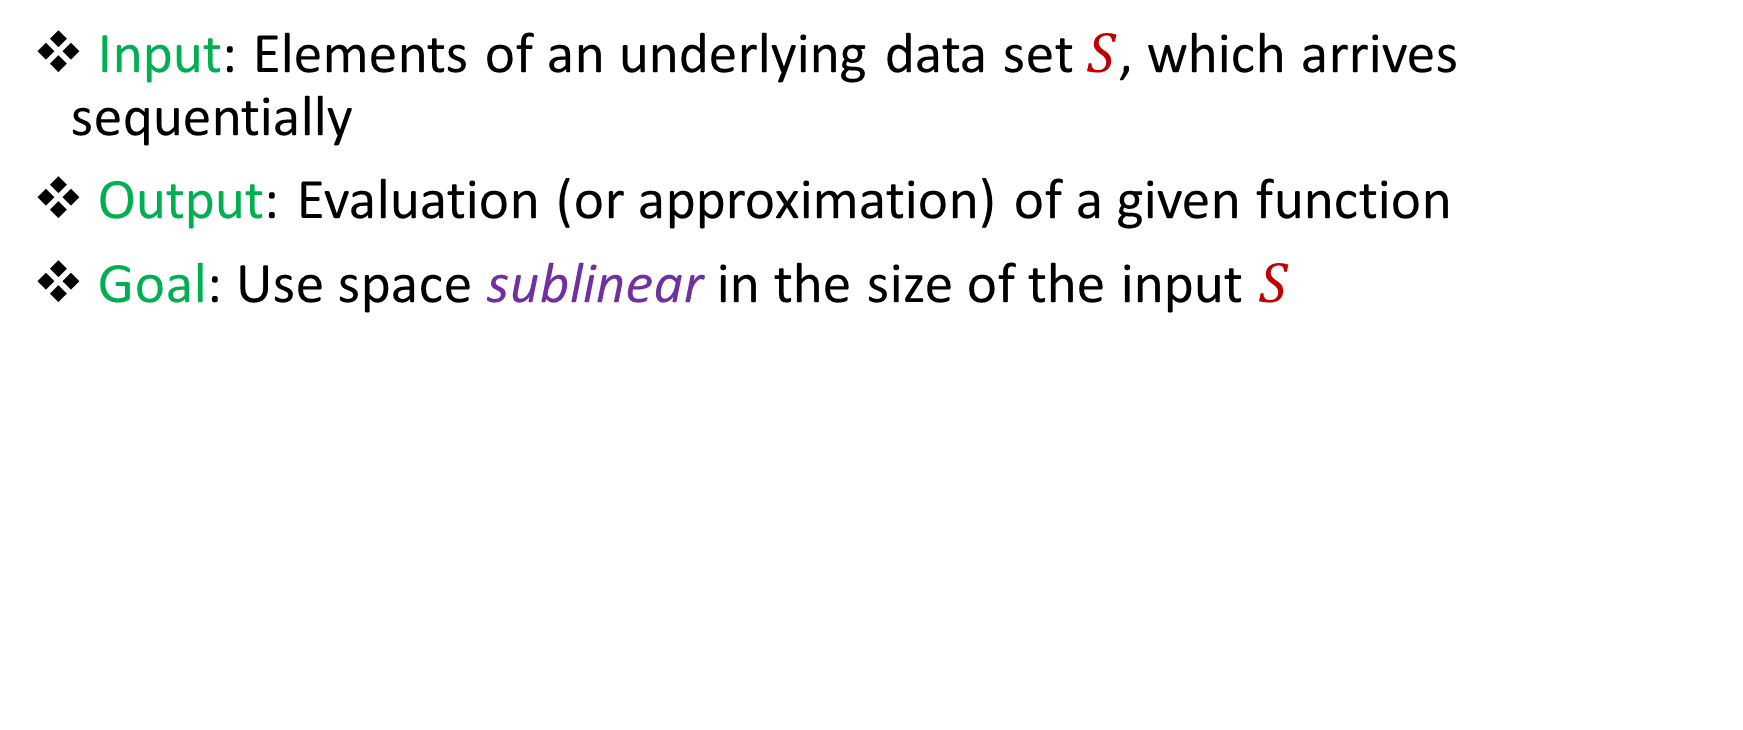 ❖ Input: Elements of an underlying data set S, which arrives
sequentially
❖ Output: Evaluation (or approximation) of a given function
❖ Goal: Use space sublinear in the size of the input S